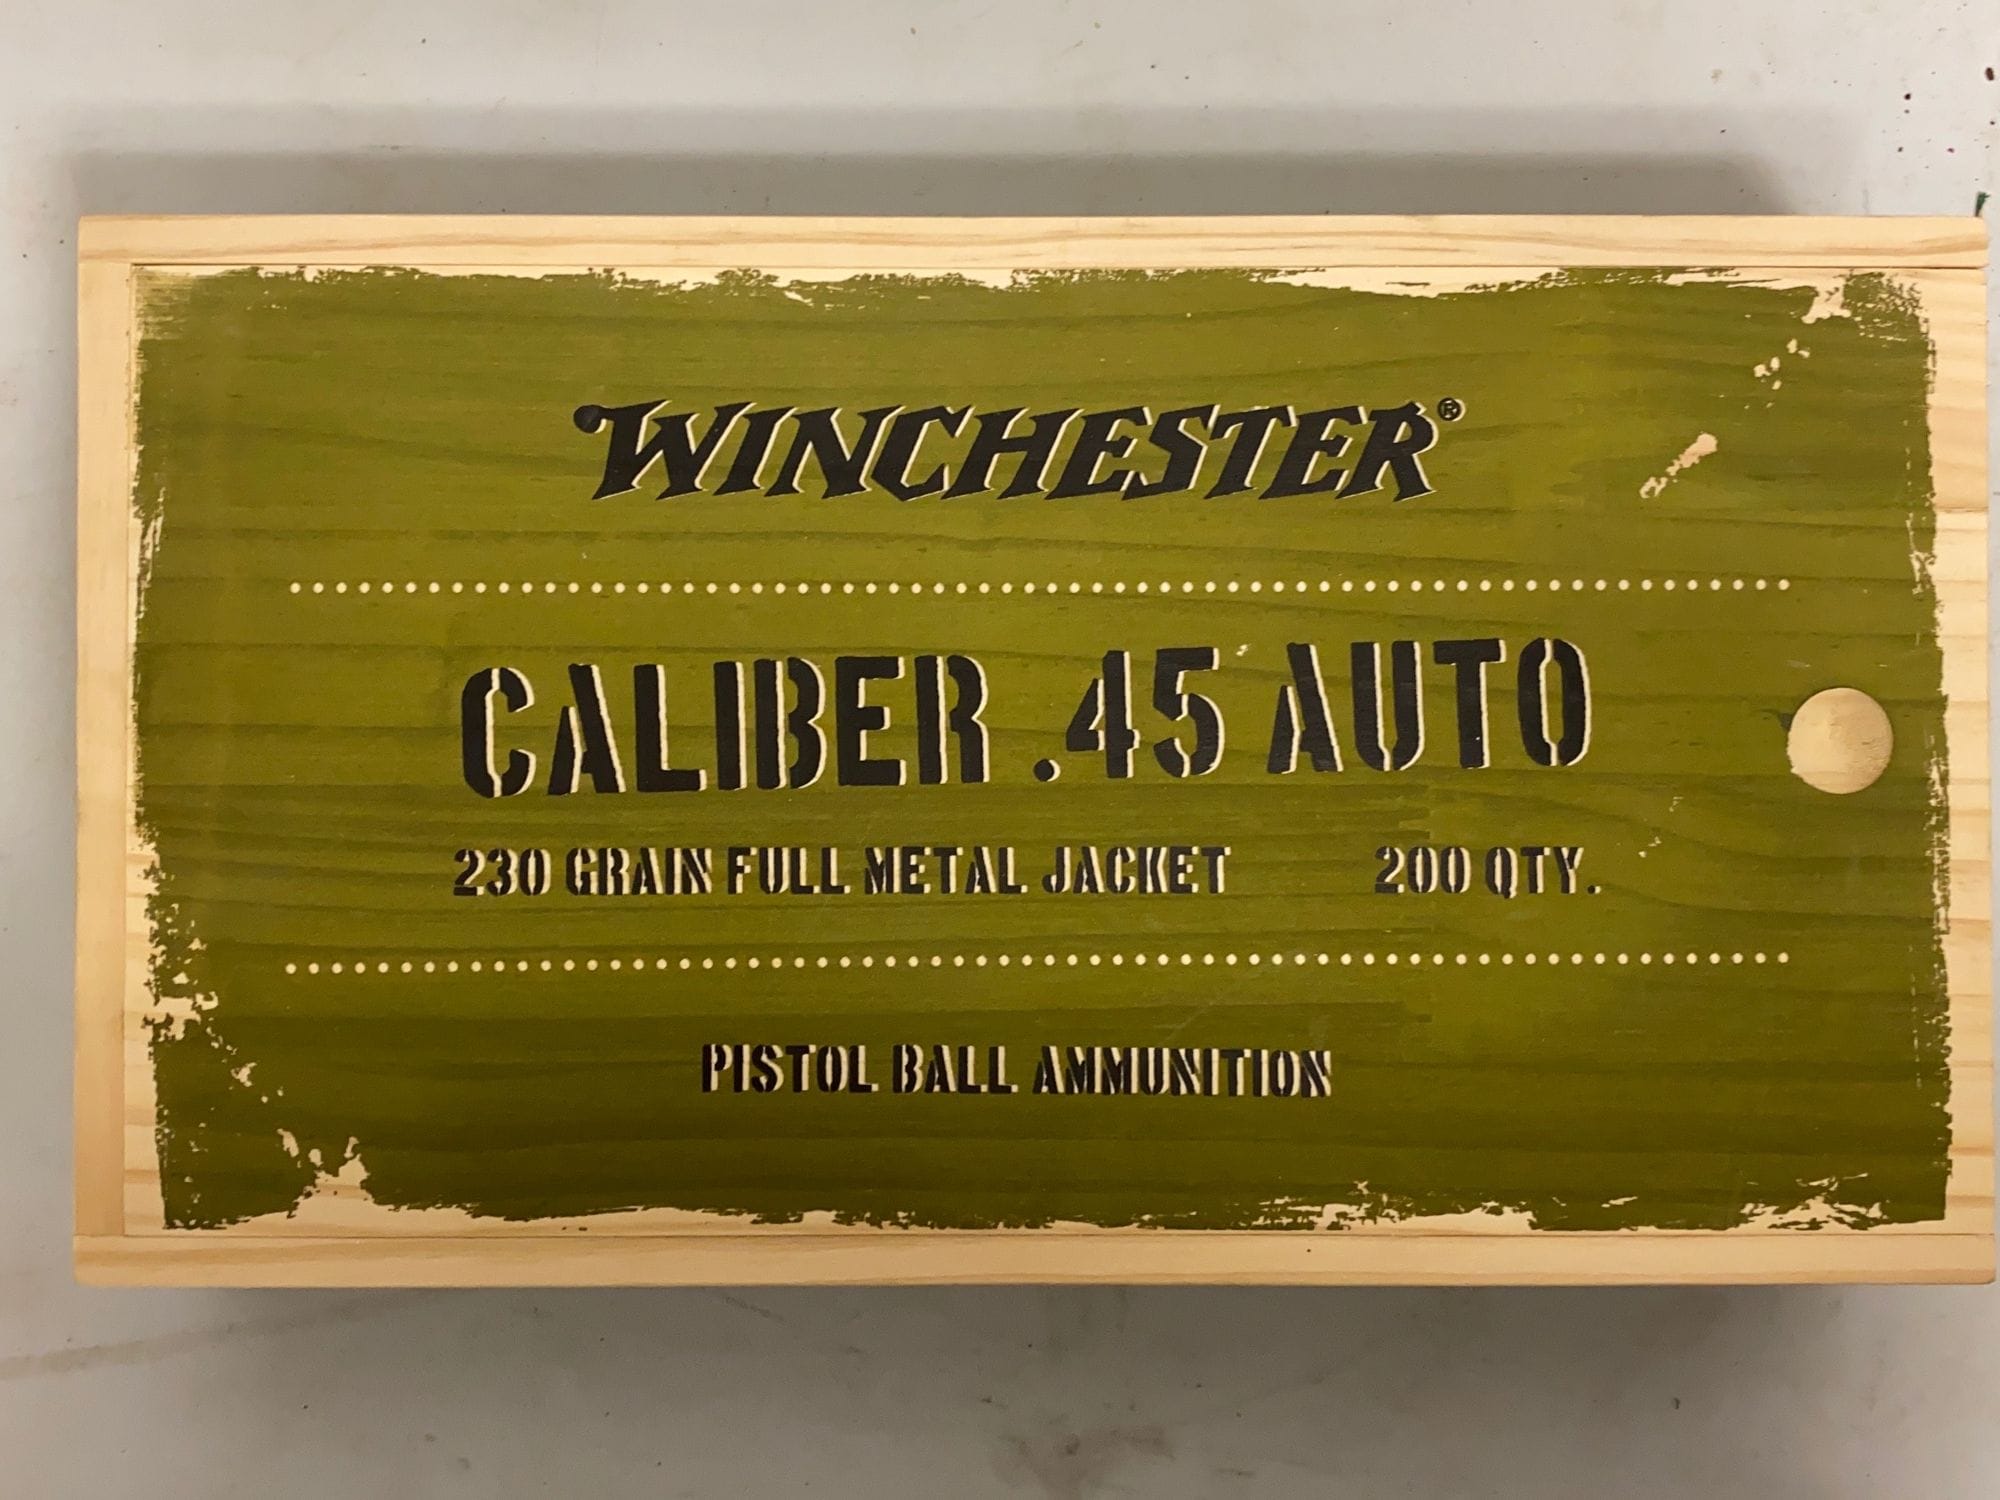 WINCHESTER®
CALIBER .45 AUTO
230 GRAIN FULL METAL JACKET 200 QTY.
PISTOL BALL AMMUNITION